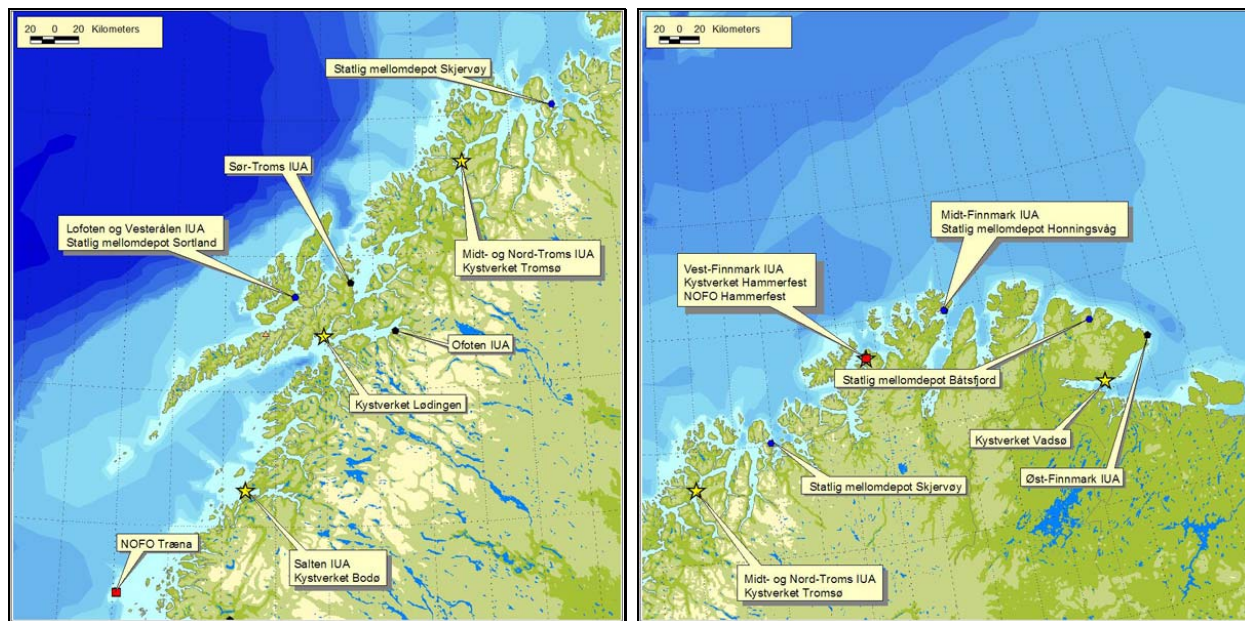 20 0 20 Kilometers
Statlig mellomdepot Skjervøy
Sør-Troms IUA
Lofoten og Vesterålen IUA
Statlig mellomdepot Sortland
Midt- og Nord-Troms IUA
Kystverket Tromsø
Ofoten IUA
Kystverket Lødingen
NOFO Træna
Salten IUA
Kystverket Bodø
20 0 20 Kilometers
Midt-Finnmark IUA
Statlig mellomdepot Honningsvåg
Vest-Finnmark IUA
Kystverket Hammerfest
NOFO Hammerfest
Statlig mellomdepot Båtsfjord
Kystverket Vadsø
Øst-Finnmark IUA
Statlig mellomdepot Skjervøy
Midt- og Nord-Troms IUA
Kystverket Tromsø